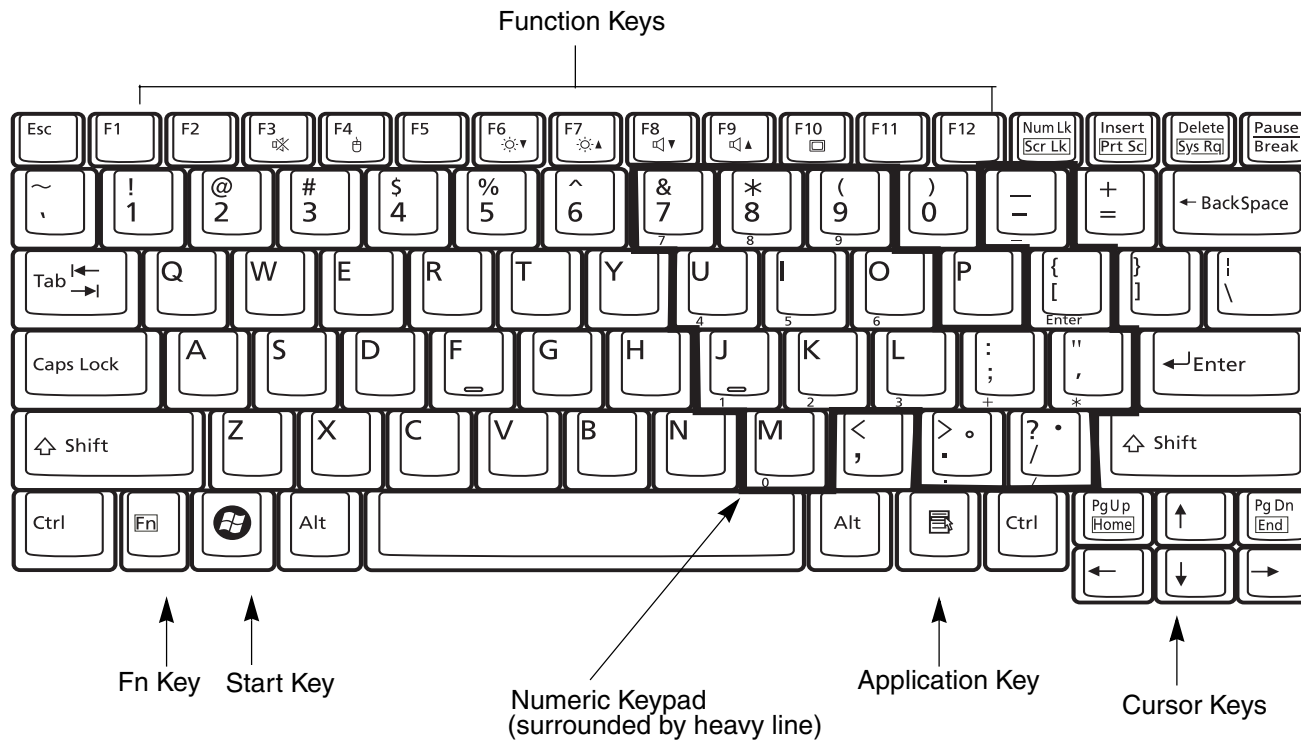 Function Keys
Esc F1 F2 F3 F4 F5 F6 F7 F8 F9 F10 F11 F12 Num Lk Insert Delete Pause
Scr Lk Prt Sc Sys Rq Break
~ ! @ # $ % ^ & * ( ) — +
` 1 2 3 4 5 6 7 8 9 0 - = ← BackSpace
7 8 9 —
Tab Q W E R T Y U I O P { } ¦
[ ] \
4 5 6 Enter
Caps Lock A S D F G H J K L : " Enter
; '
1 2 3 + *
Shift Z X C V B N M < > ? Shift
, . /
0 . /
Ctrl Fn Alt Alt Ctrl PgUp ↑ Pg Dn
Home End
← ↓ →
Fn Key Start Key Numeric Keypad Application Key Cursor Keys
(surrounded by heavy line)